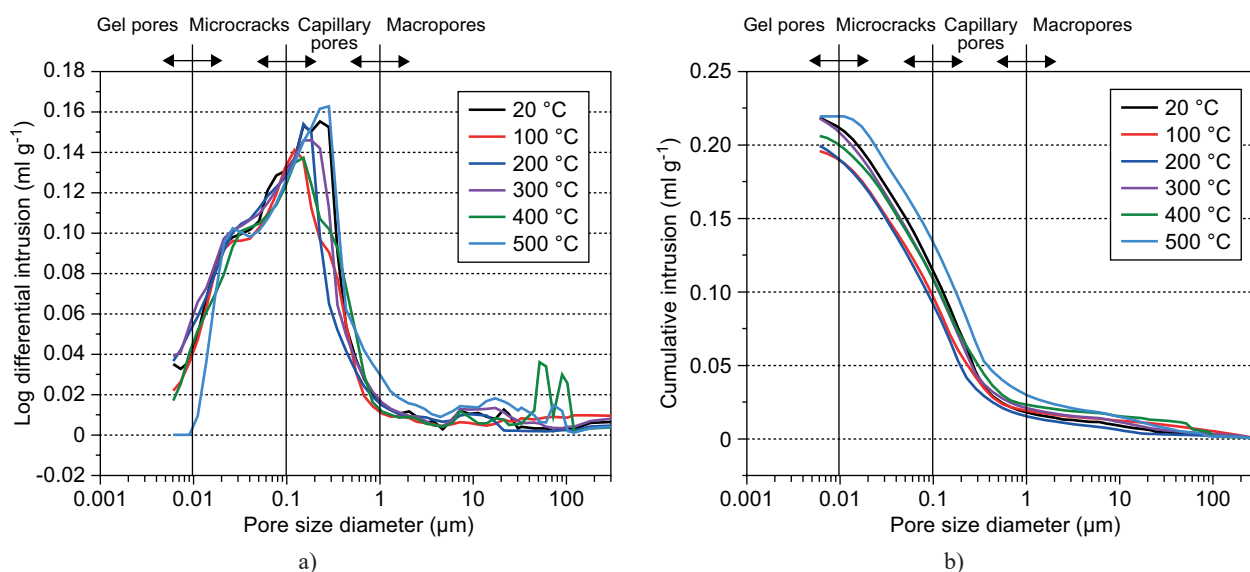 Gel pores Microcracks Capillary pores Macropores
0.18
0.16
0.14
0.12
0.10
0.08
0.06
0.04
0.02
0
-0.02
Log differential intrusion (ml g-1)
20 °C
100 °C
200 °C
300 °C
400 °C
500 °C
0.001 0.01 0.1 1 10 100
Pore size diameter (µm)
a)
Gel pores Microcracks Capillary pores Macropores
0.25
0.20
0.15
0.10
0.05
0
Cumulative intrusion (ml g-1)
20 °C
100 °C
200 °C
300 °C
400 °C
500 °C
0.001 0.01 0.1 1 10 100
Pore size diameter (µm)
b)